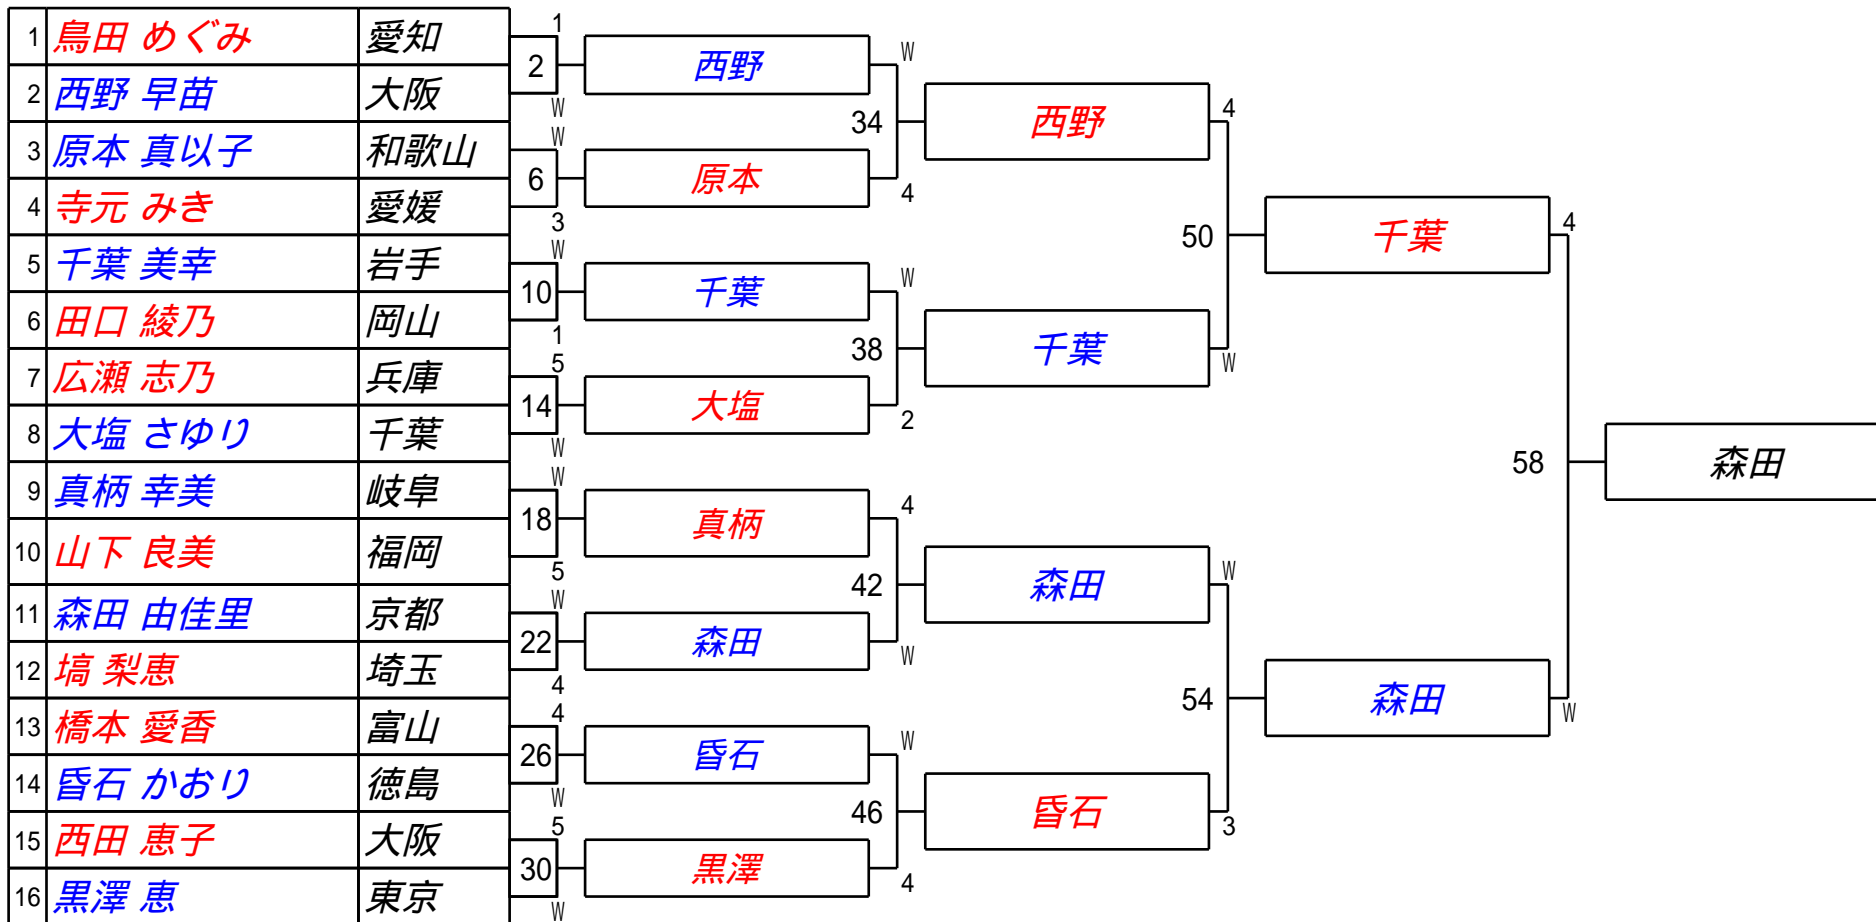 1 鳥田 めぐみ 愛知
2 西野 早苗 大阪
3 原本 真以子 和歌山
4 寺元 みき 愛媛
5 千葉 美幸 岩手
6 田口 綾乃 岡山
7 広瀬 志乃 兵庫
8 大塩 さゆり 千葉
9 真柄 幸美 岐阜
10 山下 良美 福岡
11 森田 由佳里 京都
12 塙 梨恵 埼玉
13 橋本 愛香 富山
14 昏石 かおり 徳島
15 西田 恵子 大阪
16 黒澤 恵 東京
1
2
W
W
6
3
W
10
1
5
14
W
W
18
5
W
22
4
4
26
W
5
30
W
西野 W
34
原本 4
千葉 W
38
大塩 2
真柄 4
42
森田 W
昏石 W
46
黒澤 4
西野 4
50
千葉 W
森田 W
54
昏石 3
千葉 4
58
森田 W
森田